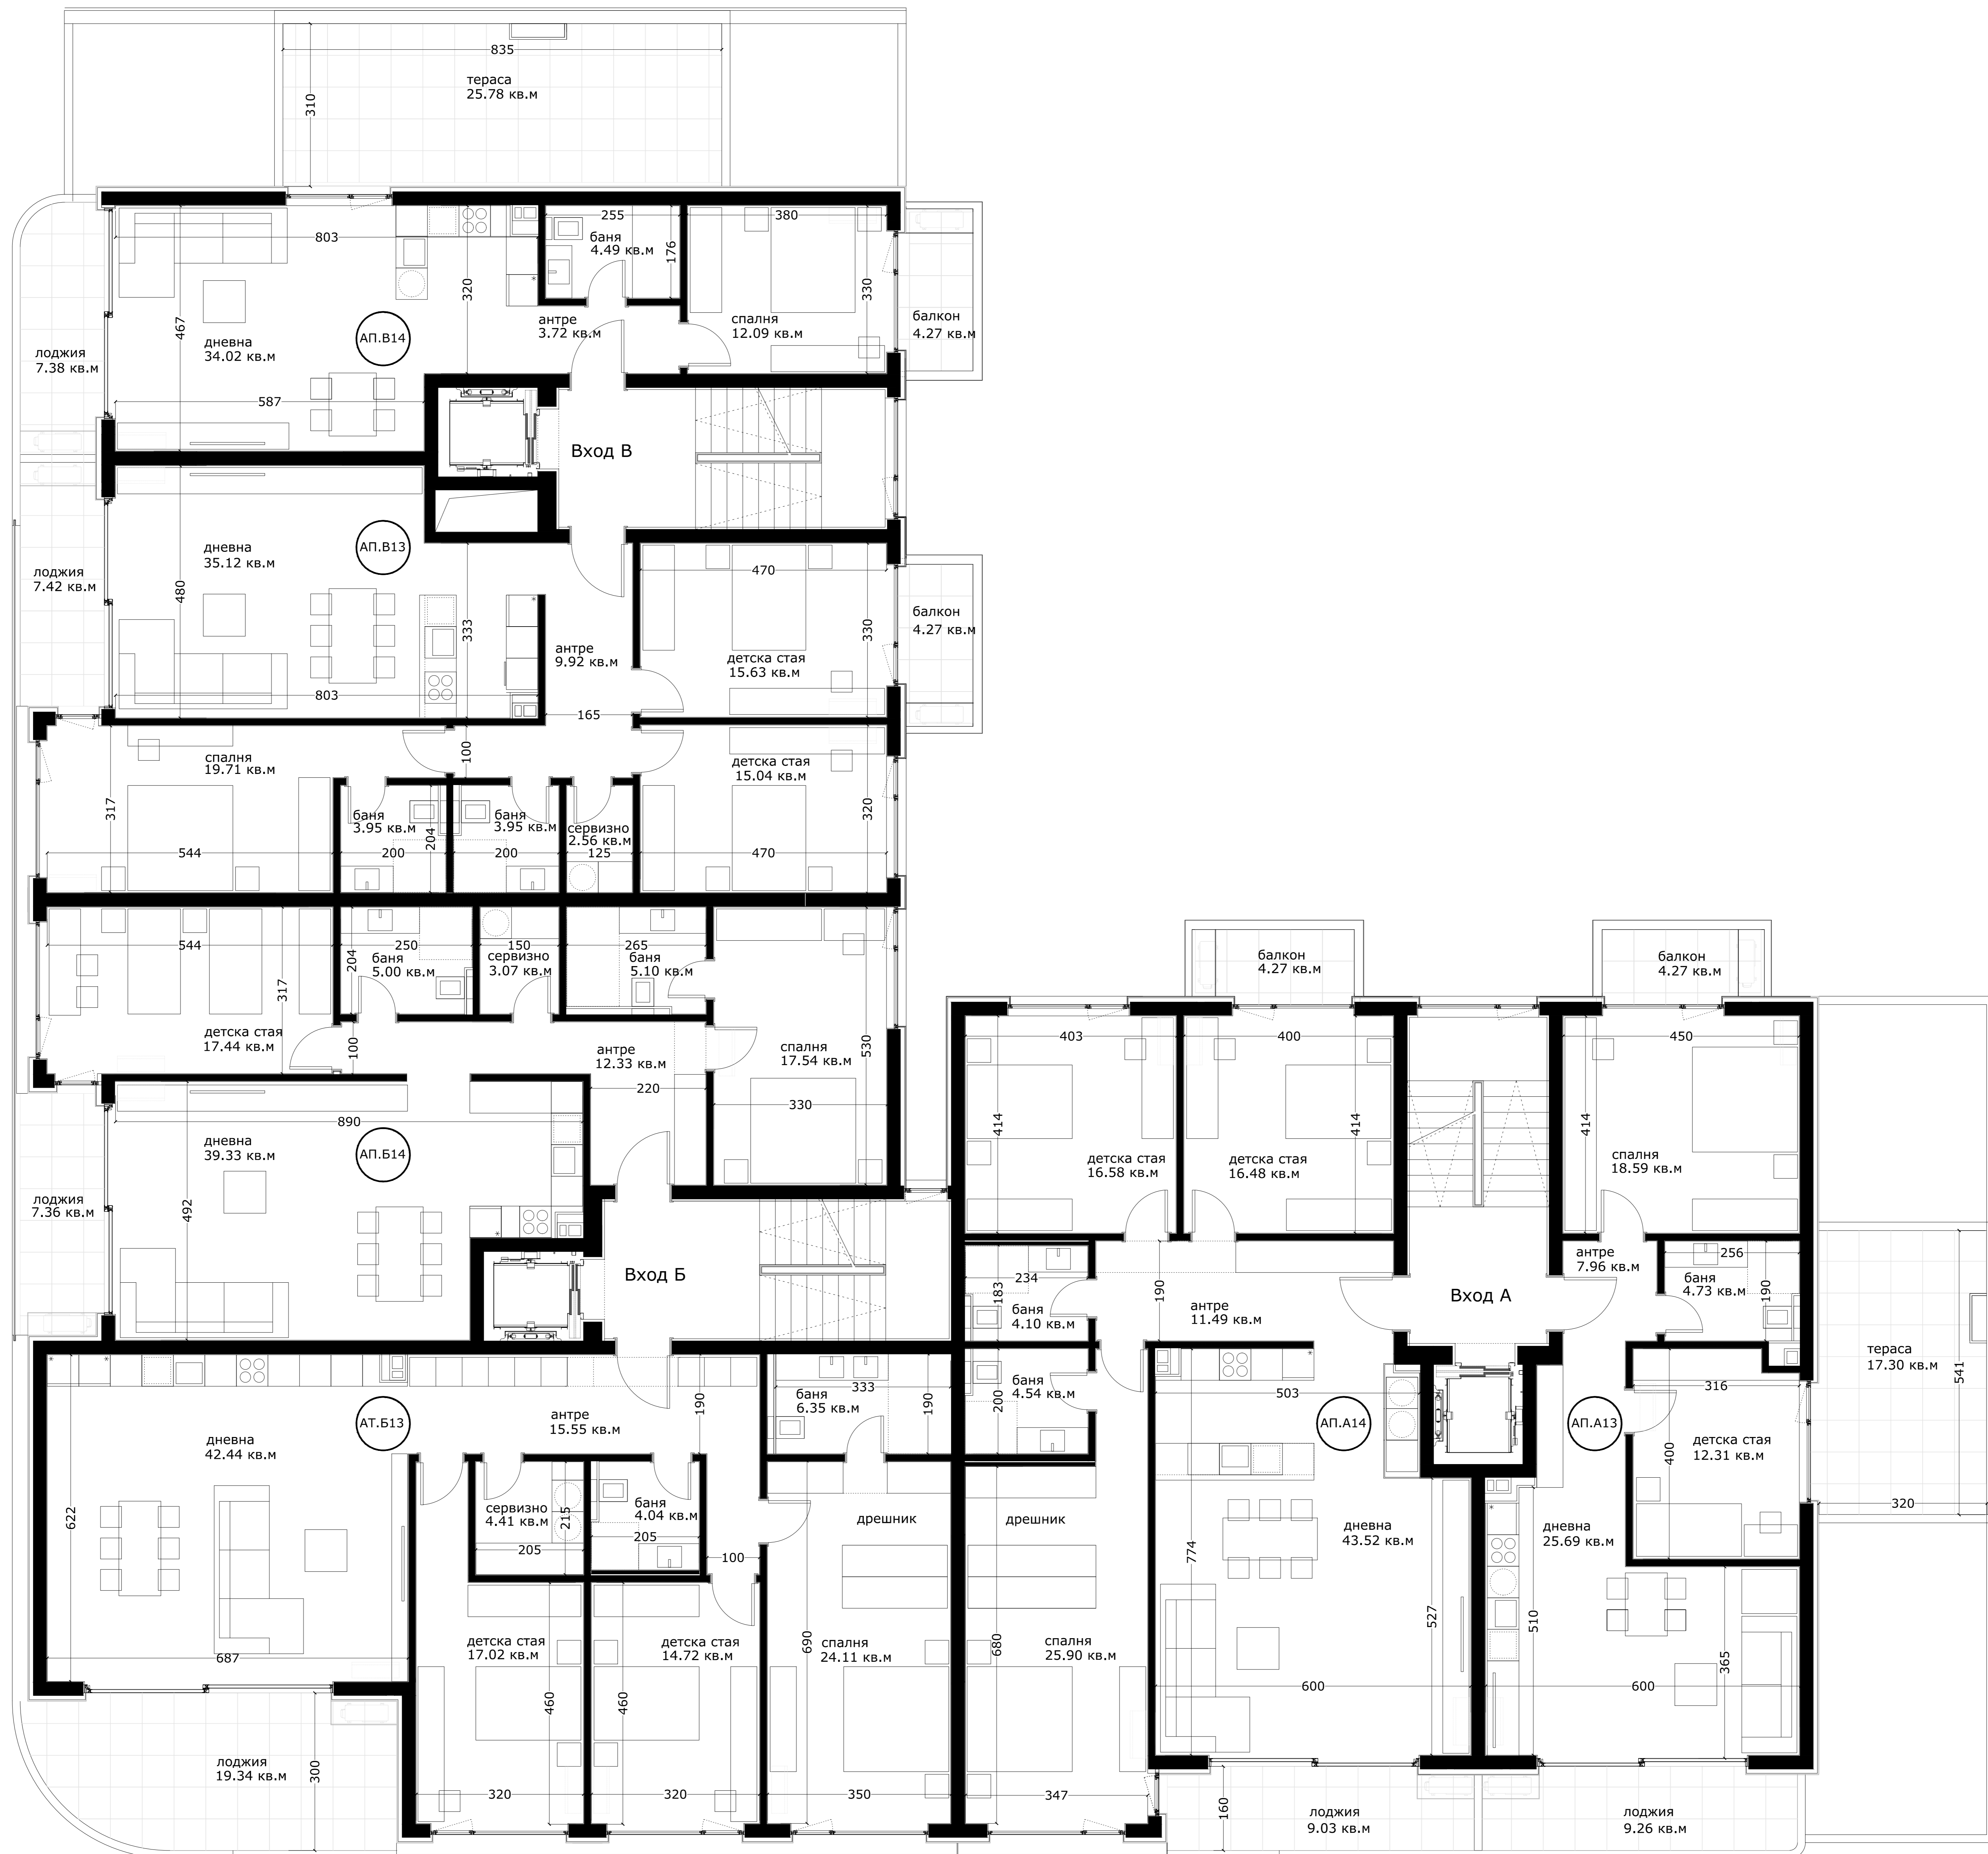 835
тераса
25.78 кв.м
310
803
255
баня
4.49 кв.м
176
380
330
320
467
антре
3.72 кв.м
спалня
12.09 кв.м
балкон
4.27 кв.м
АП.В14
дневна
34.02 кв.м
лоджия
7.38 кв.м
587
Вход В
АП.В13
дневна
35.12 кв.м
лоджия
7.42 кв.м
480
333
803
антре
9.92 кв.м
165
470
330
детска стая
15.63 кв.м
балкон
4.27 кв.м
спалня
19.71 кв.м
317
544
100
баня
3.95 кв.м
204
200
баня
3.95 кв.м
200
сервизно
2.56 кв.м
125
детска стая
15.04 кв.м
320
470
544
317
детска стая
17.44 кв.м
204
250
баня
5.00 кв.м
100
150
сервизно
3.07 кв.м
265
баня
5.10 кв.м
антре
12.33 кв.м
220
спалня
17.54 кв.м
530
330
890
дневна
39.33 кв.м
АП.Б14
лоджия
7.36 кв.м
492
Вход Б
балкон
4.27 кв.м
балкон
4.27 кв.м
403
414
детска стая
16.58 кв.м
400
414
детска стая
16.48 кв.м
450
414
спалня
18.59 кв.м
234
183
баня
4.10 кв.м
190
антре
11.49 кв.м
Вход А
антре
7.96 кв.м
256
баня
4.73 кв.м
190
тераса
17.30 кв.м
541
320
АТ.Б13
дневна
42.44 кв.м
622
687
антре
15.55 кв.м
190
333
баня
6.35 кв.м
190
баня
4.54 кв.м
200
503
АП.А14
АП.А13
316
400
детска стая
12.31 кв.м
сервизно
4.41 кв.м
215
205
баня
4.04 кв.м
205
100
дрешник
дрешник
дневна
43.52 кв.м
774
527
дневна
25.69 кв.м
510
365
детска стая
17.02 кв.м
460
320
детска стая
14.72 кв.м
460
320
690
спалня
24.11 кв.м
350
680
спалня
25.90 кв.м
347
600
600
лоджия
19.34 кв.м
300
160
лоджия
9.03 кв.м
лоджия
9.26 кв.м